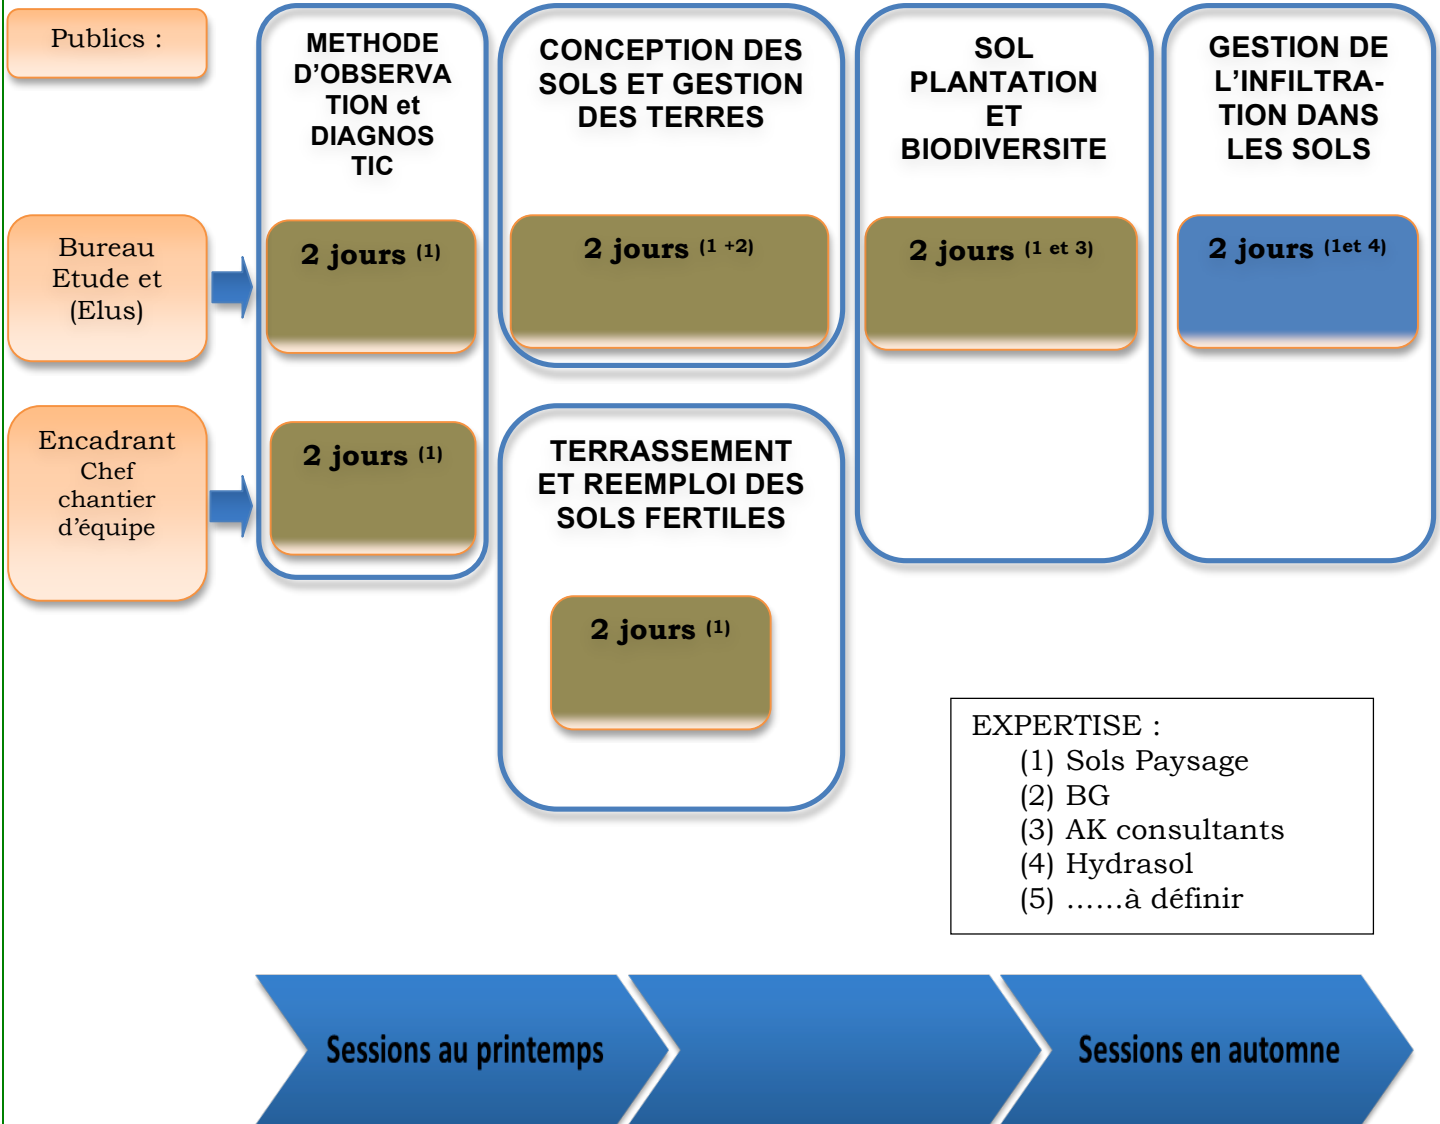 Publics :
METHODE
D’OBSERVA
TION et
DIAGNOS
TIC
CONCEPTION DES
SOLS ET GESTION
DES TERRES
SOL
PLANTATION
ET
BIODIVERSITE
GESTION DE
L’INFILTRA-
TION DANS
LES SOLS
Bureau
Etude et
(Elus)
2 jours (1)
2 jours (1 +2)
2 jours (1 et 3)
2 jours (1et 4)
Encadrant
Chef
chantier
d’équipe
2 jours (1)
TERRASSEMENT
ET REEMPLOI DES
SOLS FERTILES
2 jours (1)
EXPERTISE :
(1) Sols Paysage
(2) BG
(3) AK consultants
(4) Hydrasol
(5) ……à définir
Sessions au printemps
Sessions en automne